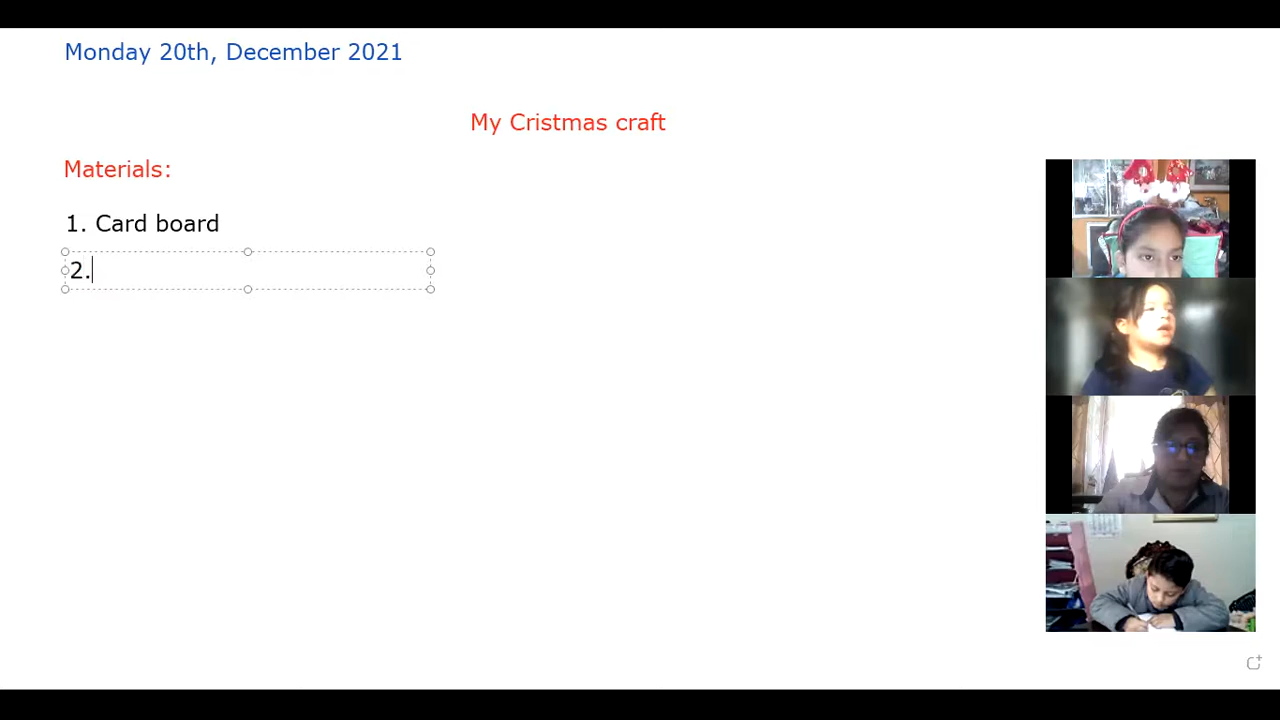 Monday 20th, December 2021
My Cristmas craft
Materials:
1. Card board
2.